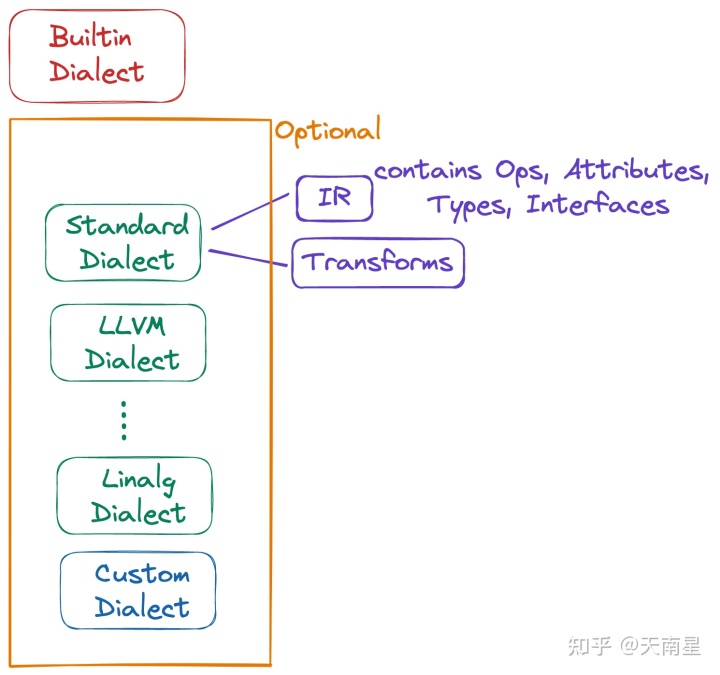 Builtin
Dialect
Optional
Standard
Dialect
IR
contains Ops, Attributes,
Types, Interfaces
Transforms
LLVM
Dialect
Linalg
Dialect
Custom
Dialect
知乎 @天南星